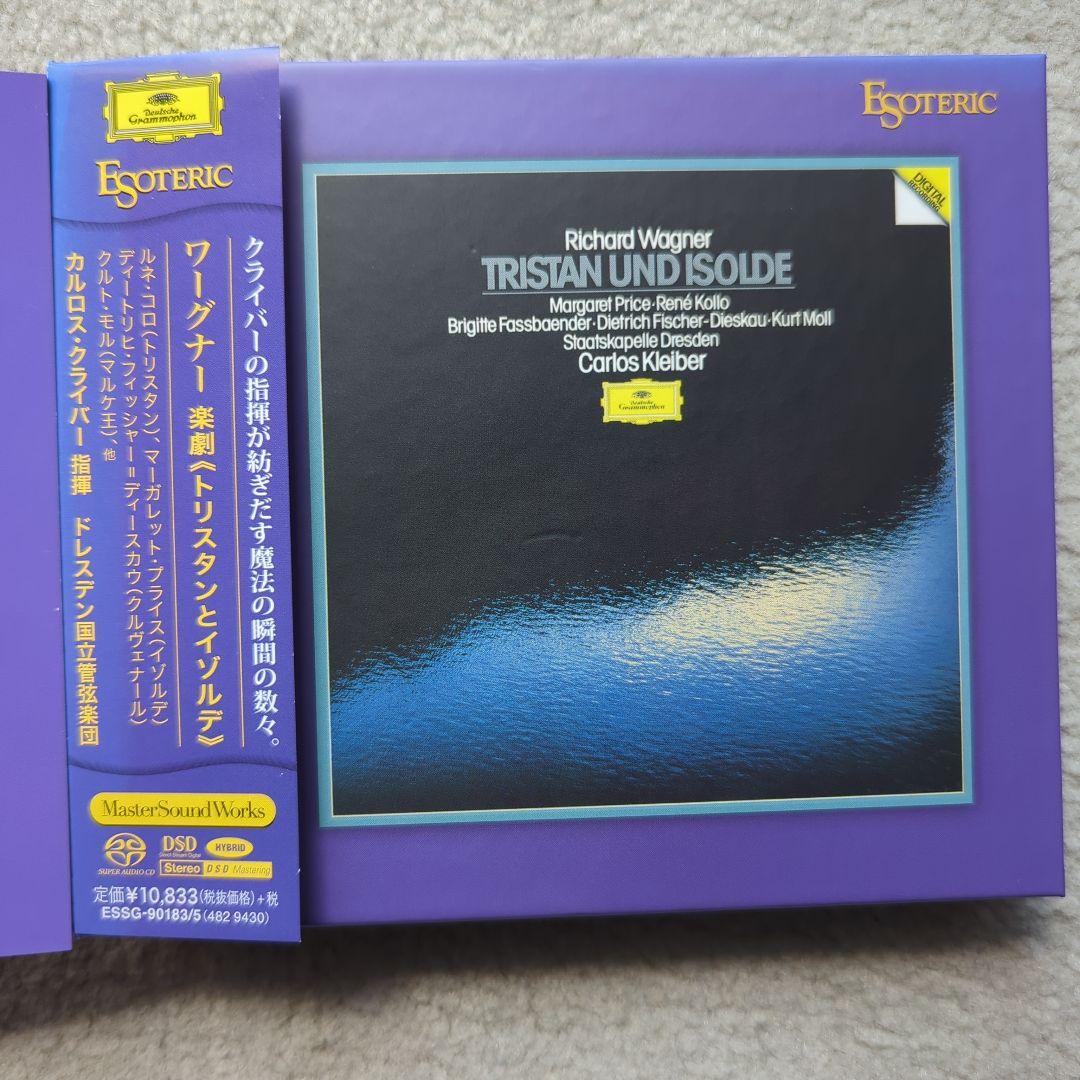 Deutsche
Grammophon
ESOTERIC
クライバーの指揮が紡ぎだす魔法の瞬間の数々。
ワーグナー 楽劇《トリスタンとイゾルデ》
ルネ・コロ(トリスタン)、マーガレット・プライス(イゾルデ)
ディートリヒ・フィッシャー=ディースカウ(クルヴェナール)
クルト・モル(マルケ王)、他
カルロス・クライバー 指揮 ドレスデン国立管弦楽団
MasterSoundWorks
SUPER AUDIO CD
DSD
Direct Stream Digital
HYBRID
Stereo
DSD Mastering
定価¥10,833(税抜価格)+税
ESSG-90183/5(482 9430)
ESOTERIC
DIGITAL
RECORDING
Richard Wagner
TRISTAN UND ISOLDE
Margaret Price·René Kollo
Brigitte Fassbaender·Dietrich Fischer-Dieskau·Kurt Moll
Staatskapelle Dresden
Carlos Kleiber
Deutsche
Grammophon